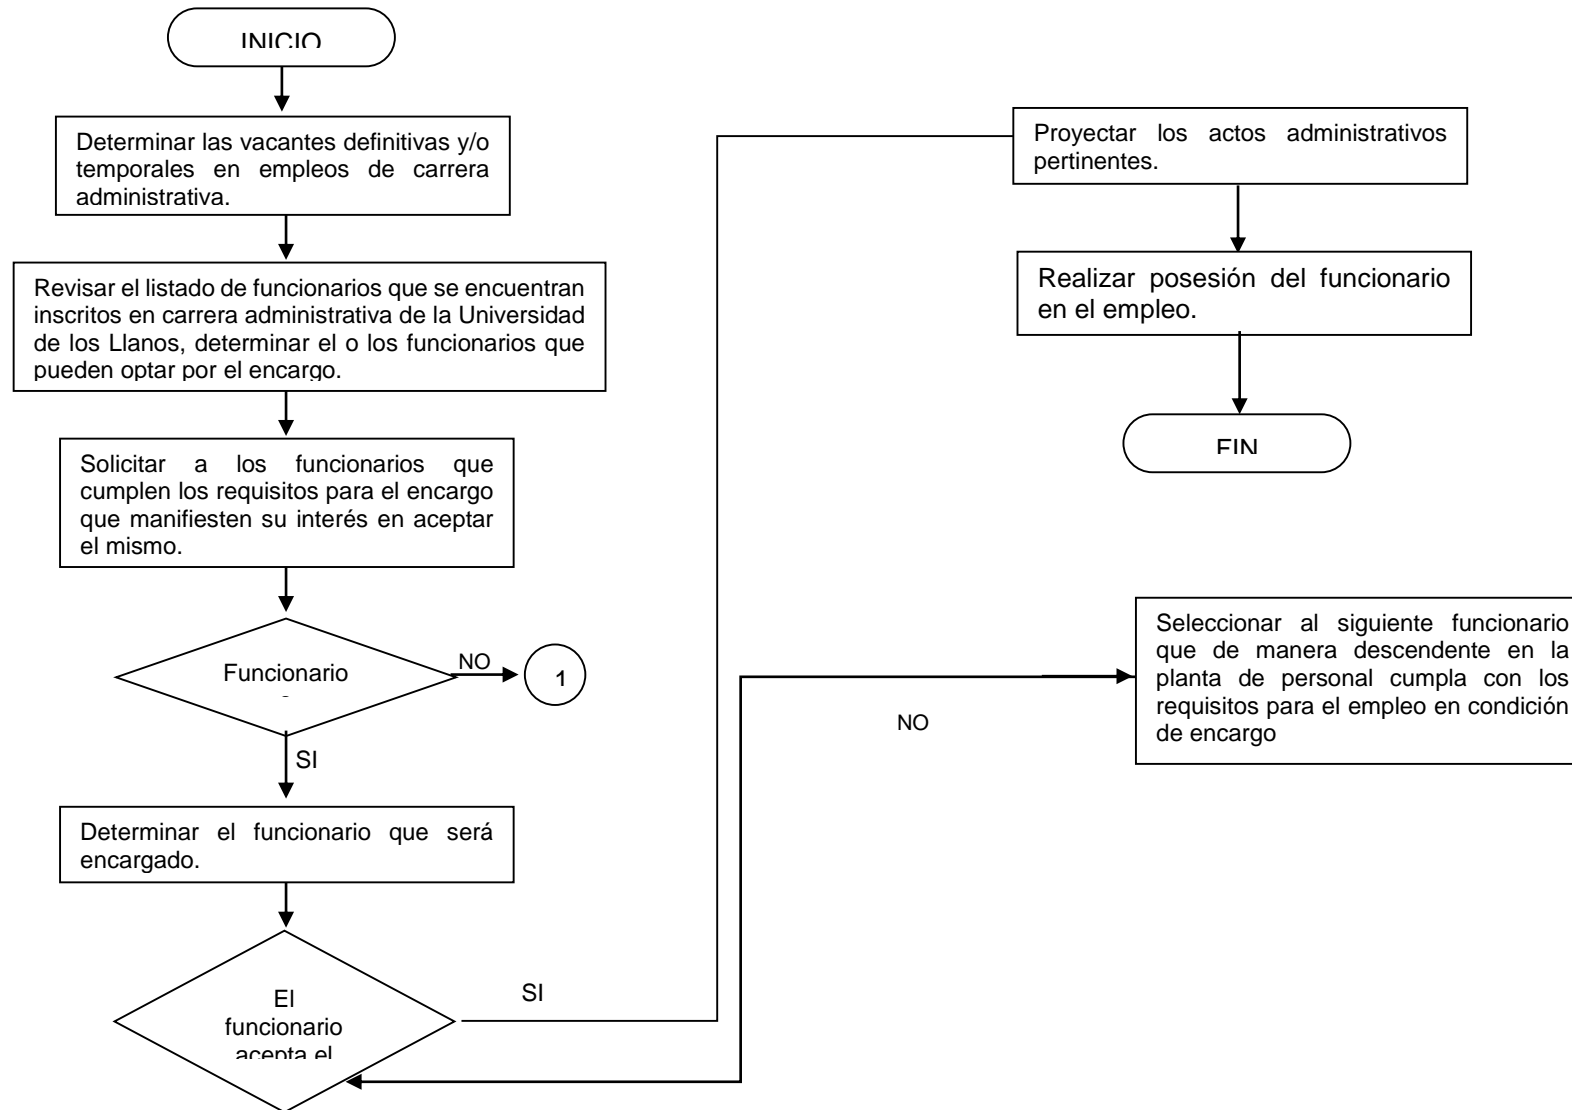 INICIO
Determinar las vacantes definitivas y/o
temporales en empleos de carrera
administrativa.
Revisar el listado de funcionarios que se encuentran
inscritos en carrera administrativa de la Universidad
de los Llanos, determinar el o los funcionarios que
pueden optar por el encargo.
Solicitar a los funcionarios que
cumplen los requisitos para el encargo
que manifiesten su interés en aceptar
el mismo.
Funcionario
NO
1
SI
Determinar el funcionario que será
encargado.
El
funcionario
acepta el
SI
NO
Proyectar los actos administrativos
pertinentes.
Realizar posesión del funcionario
en el empleo.
FIN
Seleccionar al siguiente funcionario
que de manera descendente en la
planta de personal cumpla con los
requisitos para el empleo en condición
de encargo